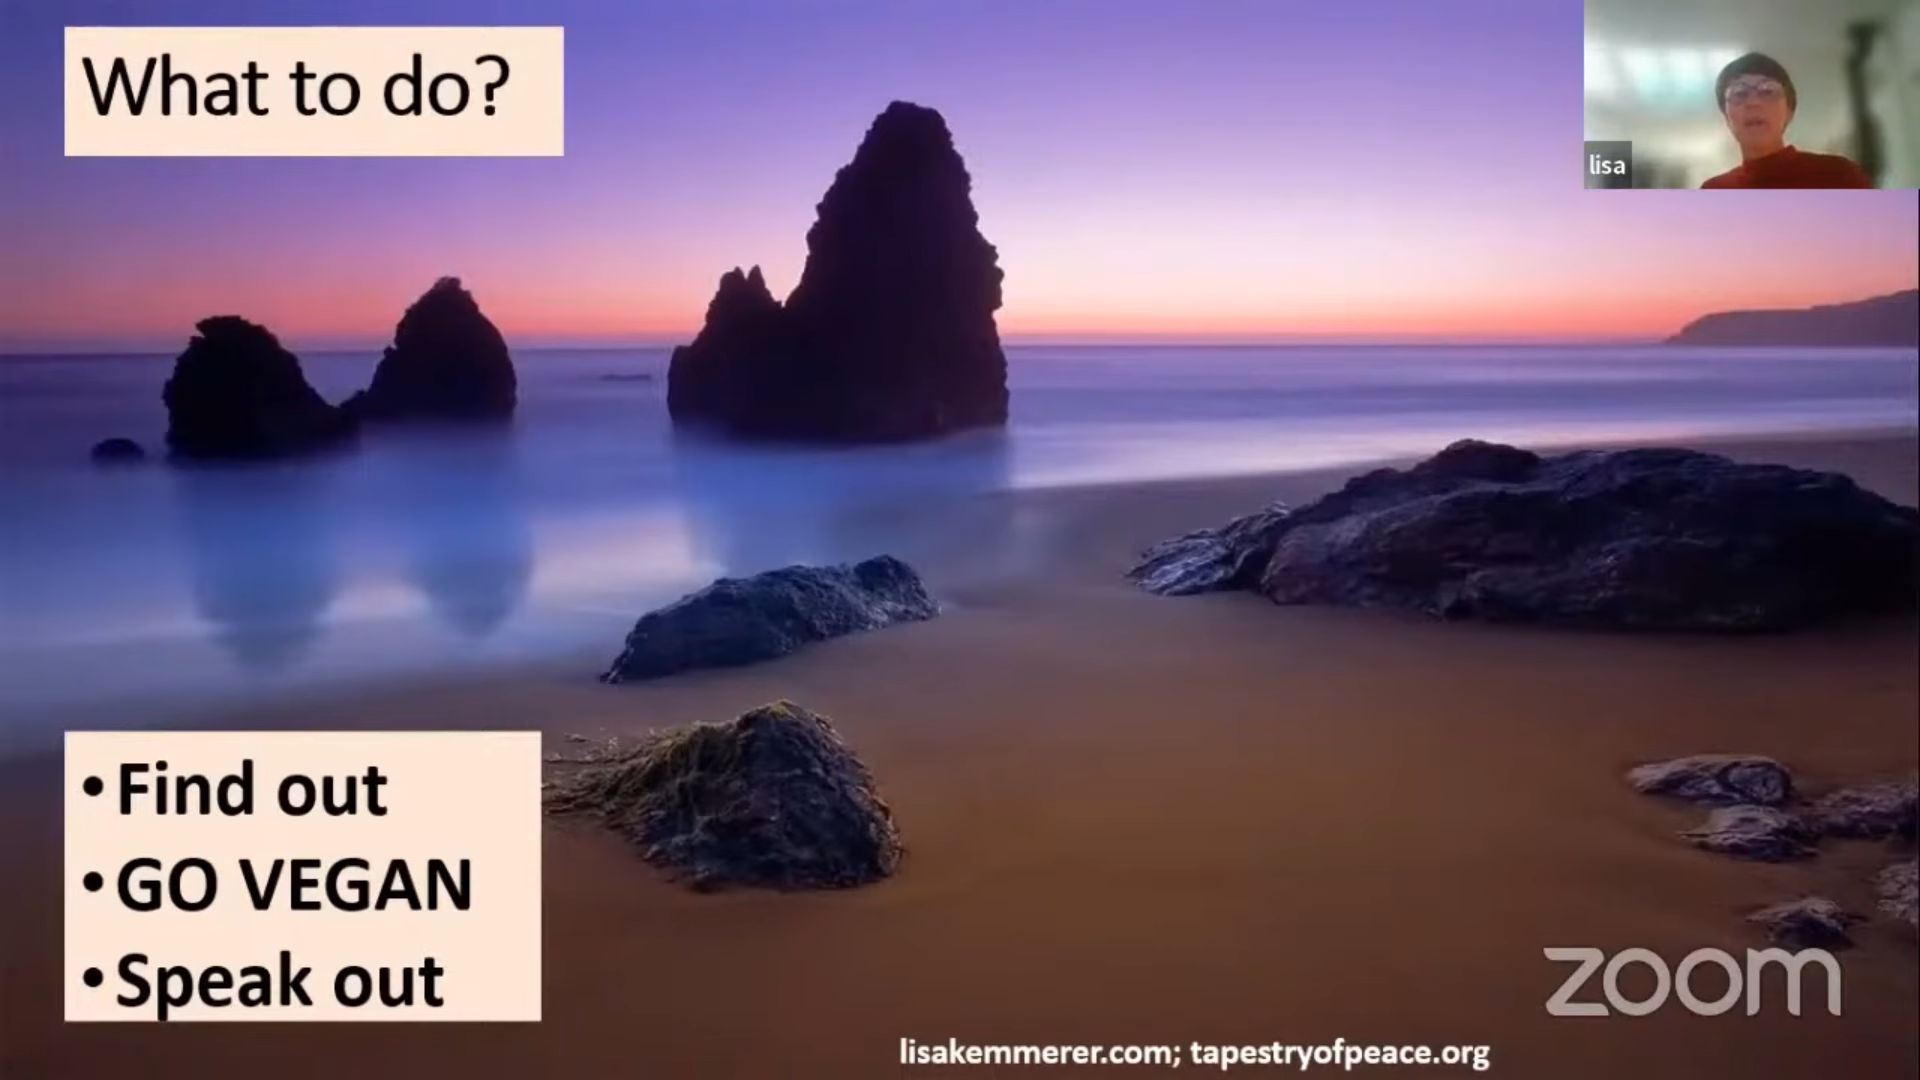 What to do?
lisa
• Find out
• GO VEGAN
• Speak out
zoom
lisakemmerer.com; tapestryofpeace.org